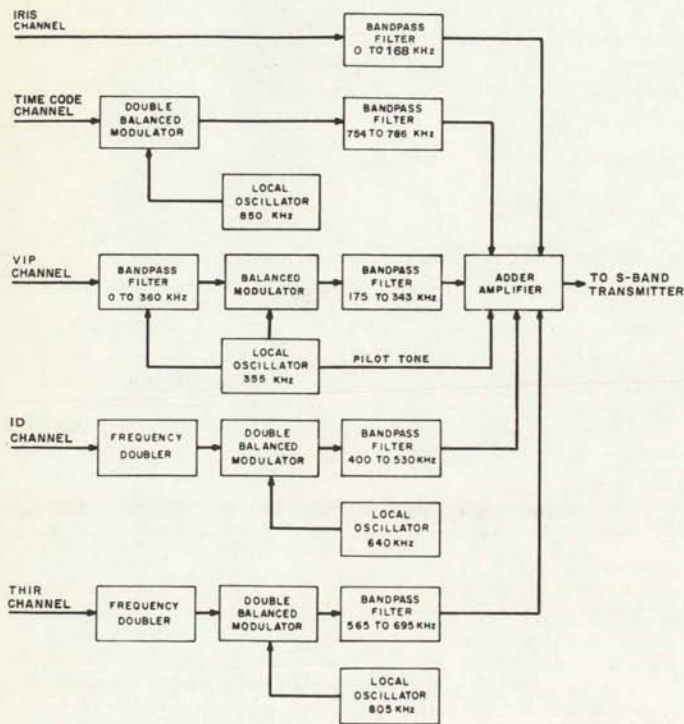 IRIS
CHANNEL
BANDPASS
FILTER
0 TO 168 KHz
TIME CODE
CHANNEL
DOUBLE
BALANCED
MODULATOR
BANDPASS
FILTER
754 TO 786 KHz
LOCAL
OSCILLATOR
850 KHz
VIP
CHANNEL
BANDPASS
FILTER
0 TO 360 KHz
BALANCED
MODULATOR
BANDPASS
FILTER
175 TO 343 KHz
ADDER
AMPLIFIER
TO S-BAND
TRANSMITTER
LOCAL
OSCILLATOR
355 KHz
PILOT TONE
ID
CHANNEL
FREQUENCY
DOUBLER
DOUBLE
BALANCED
MODULATOR
BANDPASS
FILTER
400 TO 530 KHz
LOCAL
OSCILLATOR
640 KHz
THIR
CHANNEL
FREQUENCY
DOUBLER
DOUBLE
BALANCED
MODULATOR
BANDPASS
FILTER
565 TO 695 KHz
LOCAL
OSCILLATOR
805 KHz